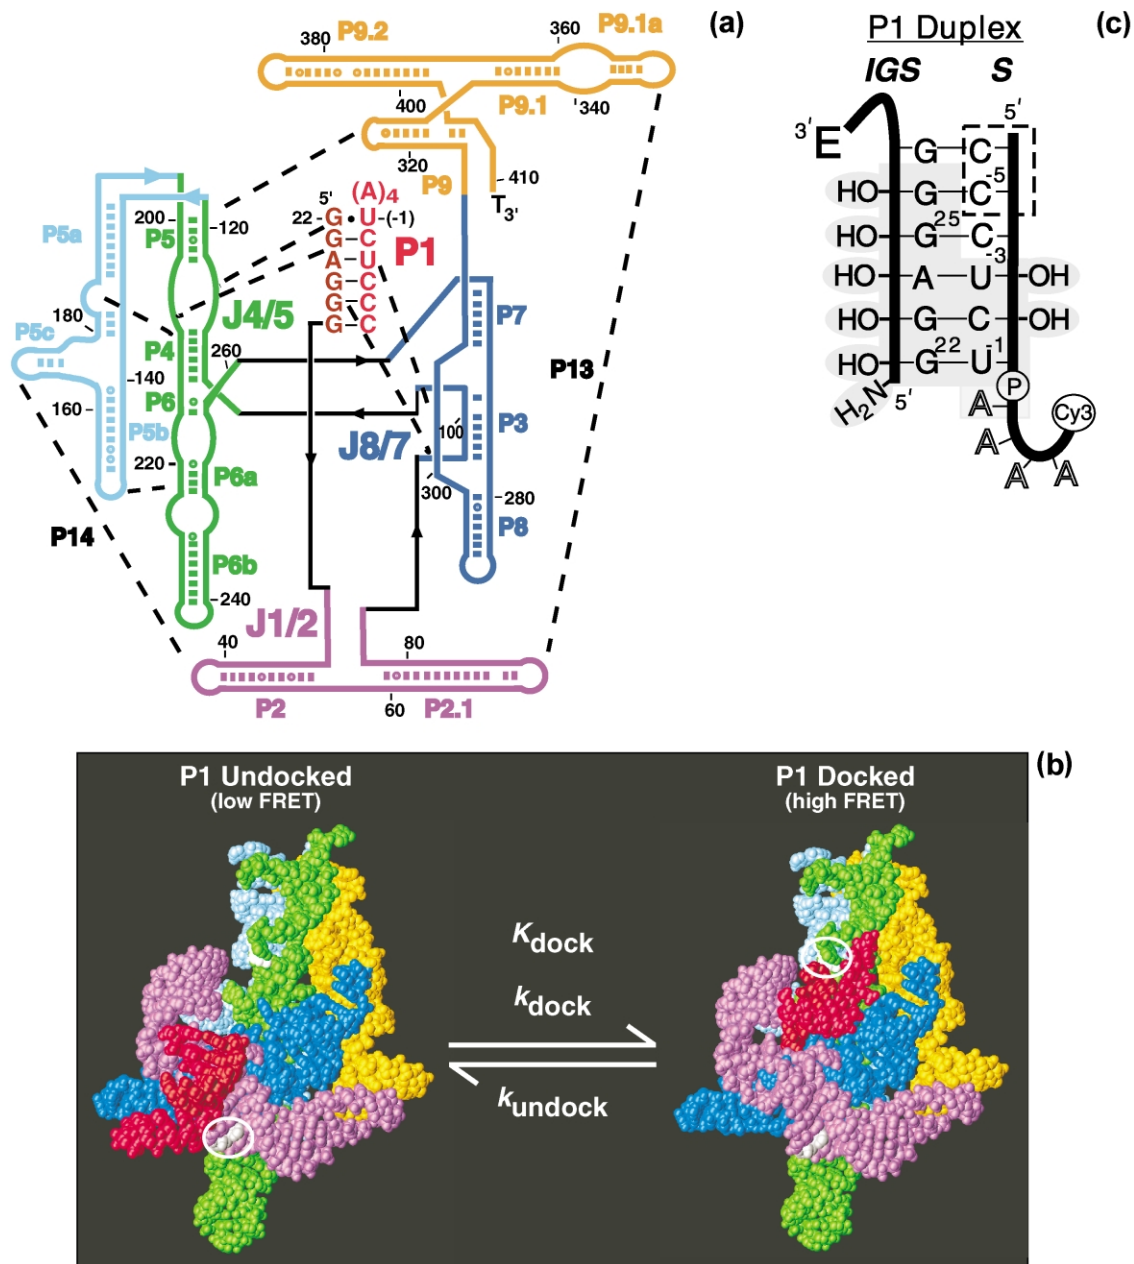 (a)
P9.2
P9.1a
380
360
400
P9.1
340
320
P9
410
T3'
5'
(A)4
22
G • U (-1)
G – C
A – U
G – C
G – C
G – C
P1
P5a
200
P5
120
J4/5
180
P5c
P4
260
140
P6
160
P5b
220
P6a
P14
P6b
240
P7
P13
P3
100
J8/7
300
280
P8
J1/2
40
80
P2
60
P2.1
(c)
P1 Duplex
IGS S
5'
3' E
G C
HO G C -5
HO G 25 C
HO A U -3 OH
HO G C OH
HO G 22 U -1
H2N 5'
P
A
A
A
A
Cy3
(b)
P1 Undocked
(low FRET)
P1 Docked
(high FRET)
Kdock
kdock
kundock